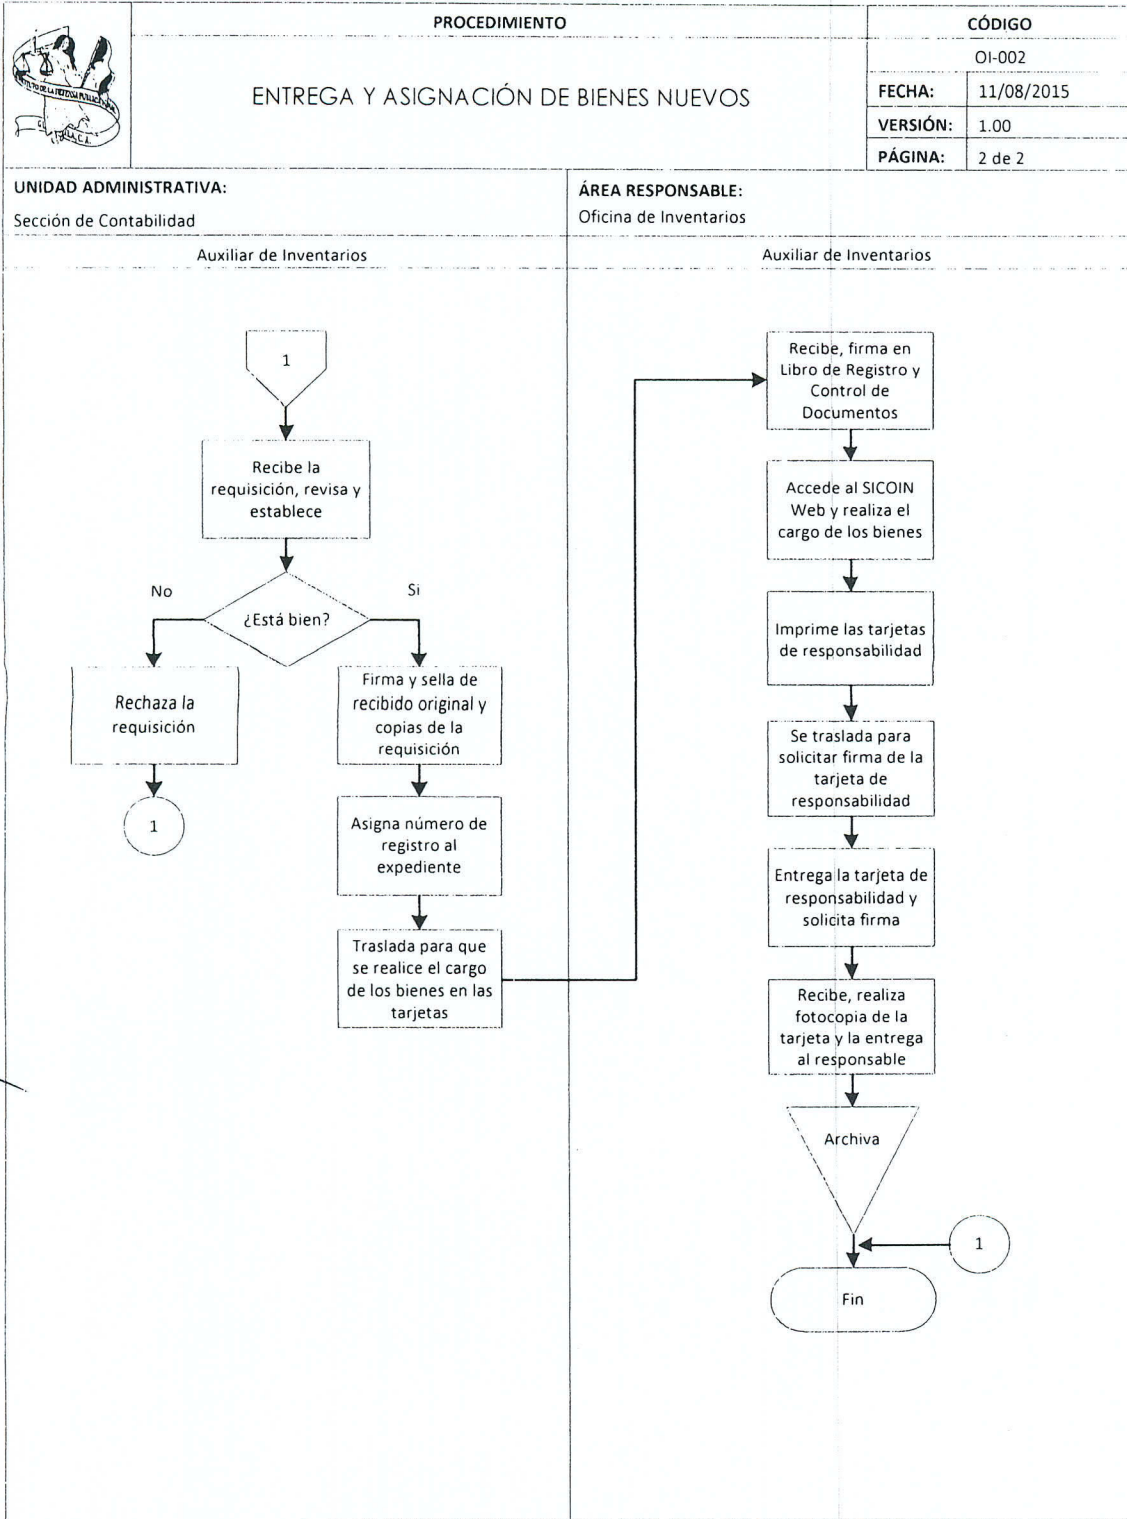 PROCEDIMIENTO
ENTREGA Y ASIGNACIÓN DE BIENES NUEVOS
CÓDIGO
OI-002
FECHA: 11/08/2015
VERSIÓN: 1.00
PÁGINA: 2 de 2
UNIDAD ADMINISTRATIVA:
Sección de Contabilidad
ÁREA RESPONSABLE:
Oficina de Inventarios
Auxiliar de Inventarios
Auxiliar de Inventarios
1
Recibe la
requisición, revisa y
establece
¿Está bien?
No
Si
Rechaza la
requisición
1
Firma y sella de
recibido original y
copias de la
requisición
Asigna número de
registro al
expediente
Traslada para que
se realice el cargo
de los bienes en las
tarjetas
Recibe, firma en
Libro de Registro y
Control de
Documentos
Accede al SICOIN
Web y realiza el
cargo de los bienes
Imprime las tarjetas
de responsabilidad
Se traslada para
solicitar firma de la
tarjeta de
responsabilidad
Entrega la tarjeta de
responsabilidad y
solicita firma
Recibe, realiza
fotocopia de la
tarjeta y la entrega
al responsable
Archiva
1
Fin